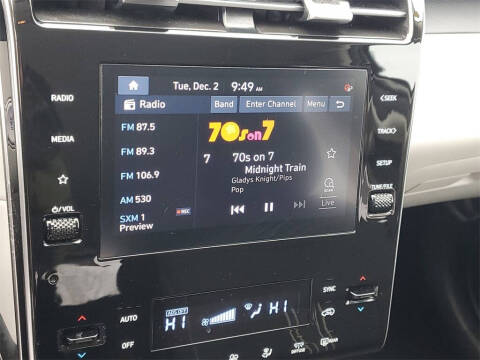 Tue, Dec. 2 9:49 AM
Radio Band Enter Channel Menu
RADIO
MEDIA
/VOL
FM 87.5
FM 89.3
FM 106.9
AM 530
SXM 1
Preview
REC
70s on 7
7 70s on 7
Midnight Train
Gladys Knight/Pips
Pop
SCAN
Live
<SEEK
TRACK>
SETUP
TUNE/FILE
AUTO
OFF
HI
HI
SYNC